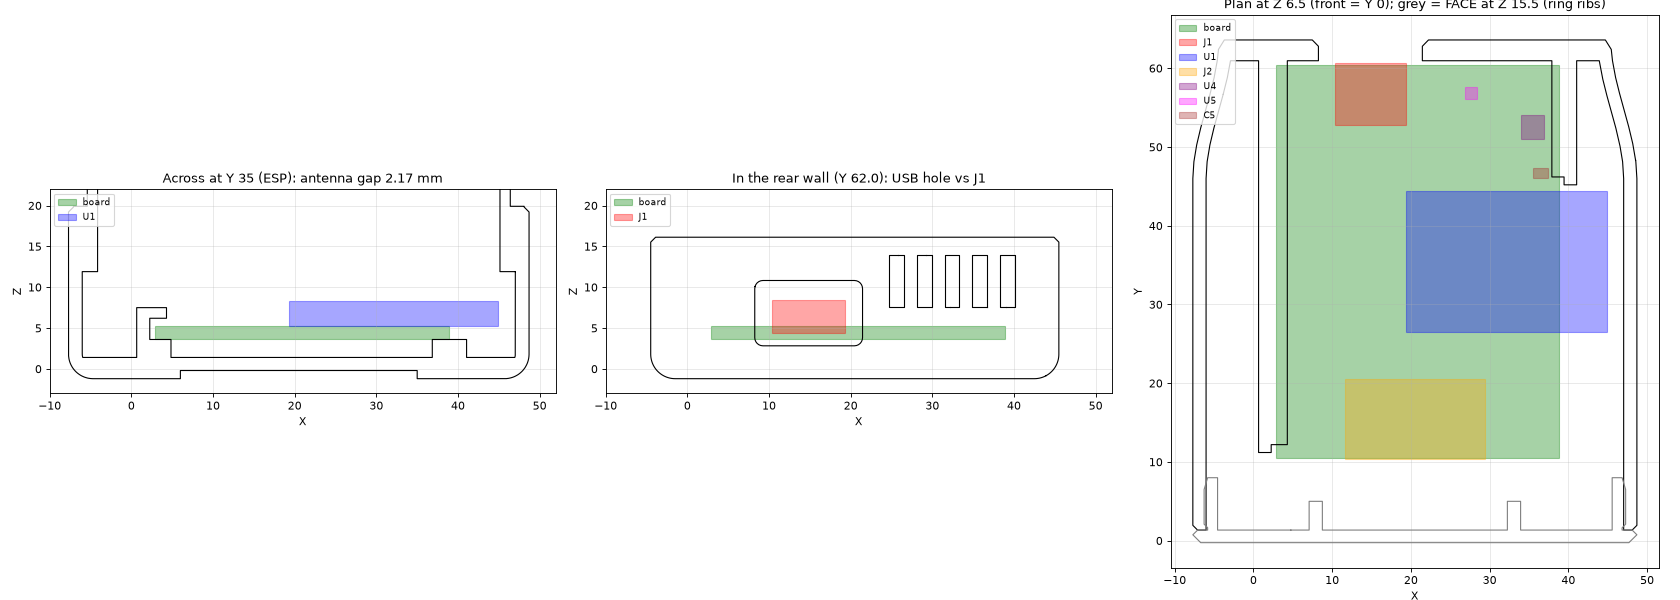 Across at Y 35 (ESP): antenna gap 2.17 mm
board
U1
20
15
10
5
0
Z
−10
0
10
20
30
40
50
X
In the rear wall (Y 62.0): USB hole vs J1
board
J1
20
15
10
5
0
Z
−10
0
10
20
30
40
50
X
Plan at Z 6.5 (front = Y 0); grey = FACE at Z 15.5 (ring ribs)
board
J1
U1
J2
U4
U5
C5
60
50
40
30
20
10
0
Y
−10
0
10
20
30
40
50
X